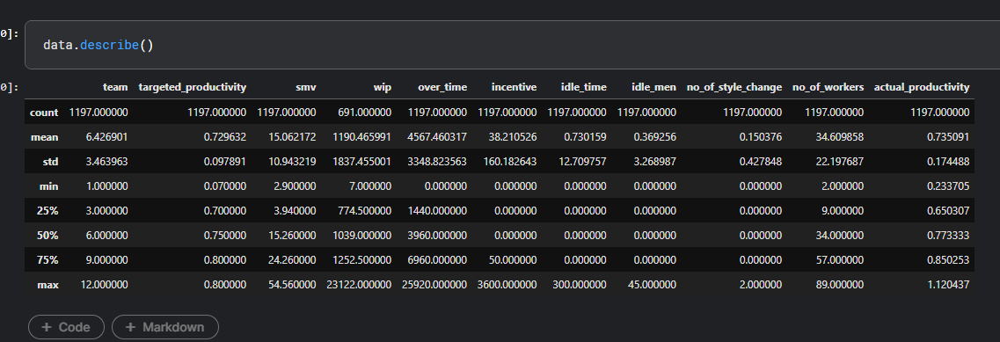 0]:
data.describe()
0]:
team targeted_productivity smv wip over_time incentive idle_time idle_men no_of_style_change no_of_workers actual_productivity
count 1197.000000 1197.000000 1197.000000 691.000000 1197.000000 1197.000000 1197.000000 1197.000000 1197.000000 1197.000000 1197.000000
mean 6.426901 0.729632 15.062172 1190.465991 4567.460317 38.210526 0.730159 0.369256 0.150376 34.609858 0.735091
std 3.463963 0.097891 10.943219 1837.455001 3348.823563 160.182643 12.709757 3.268987 0.427848 22.197687 0.174488
min 1.000000 0.070000 2.900000 7.000000 0.000000 0.000000 0.000000 0.000000 0.000000 2.000000 0.233705
25% 3.000000 0.700000 3.940000 774.500000 1440.000000 0.000000 0.000000 0.000000 0.000000 9.000000 0.650307
50% 6.000000 0.750000 15.260000 1039.000000 3960.000000 0.000000 0.000000 0.000000 0.000000 34.000000 0.773333
75% 9.000000 0.800000 24.260000 1252.500000 6960.000000 50.000000 0.000000 0.000000 0.000000 57.000000 0.850253
max 12.000000 0.800000 54.560000 23122.000000 25920.000000 3600.000000 300.000000 45.000000 2.000000 89.000000 1.120437
+ Code + Markdown